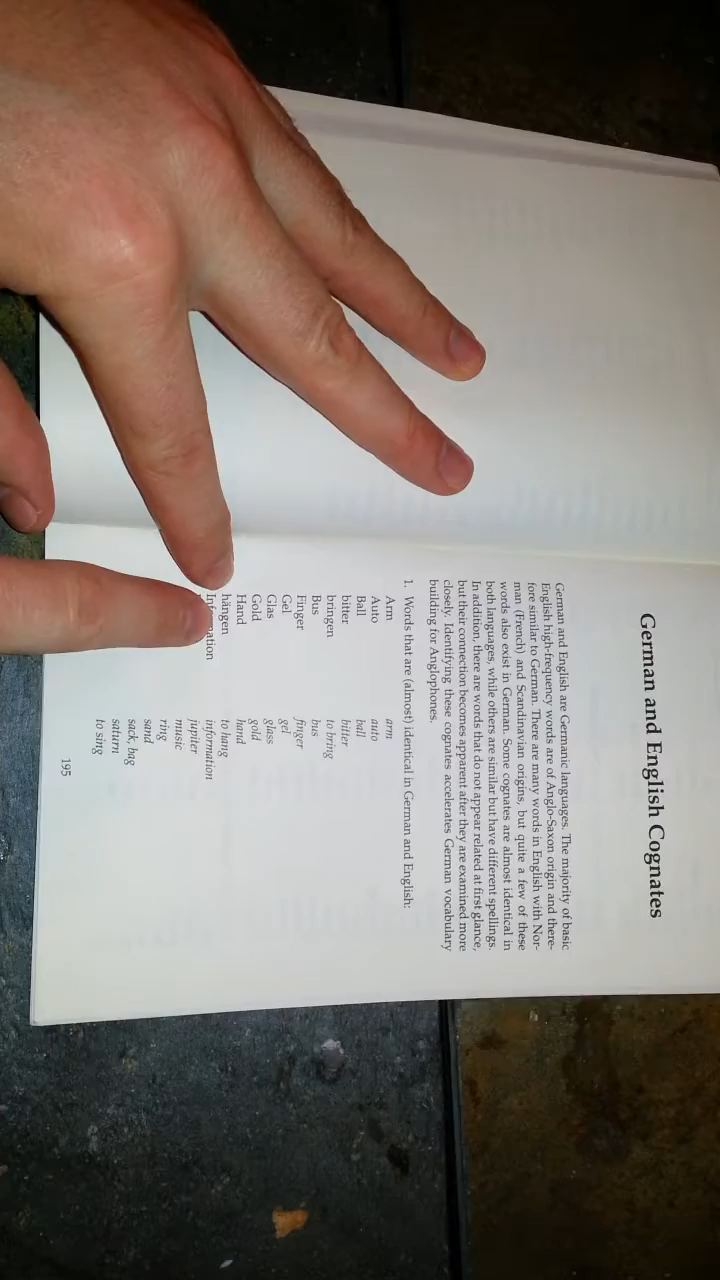 German and English Cognates
German and English are Germanic languages. The majority of basic
English high-frequency words are of Anglo-Saxon origin and there-
fore similar to German. There are many words in English with Nor-
man (French) and Scandinavian origins, but quite a few of these
words also exist in German. Some cognates are almost identical in
both languages, while others are similar but have different spellings.
In addition, there are words that do not appear related at first glance,
but their connection becomes apparent after they are examined more
closely. Identifying these cognates accelerates German vocabulary
building for Anglophones.
1. Words that are (almost) identical in German and English:
Arm arm
Auto auto
Ball ball
bitter bitter
bringen to bring
Bus bus
Finger finger
Gel gel
Glas glass
Gold gold
Hand hand
hängen to hang
information
jupiter
music
ring
sand
sack, bag
saturn
to sing
195